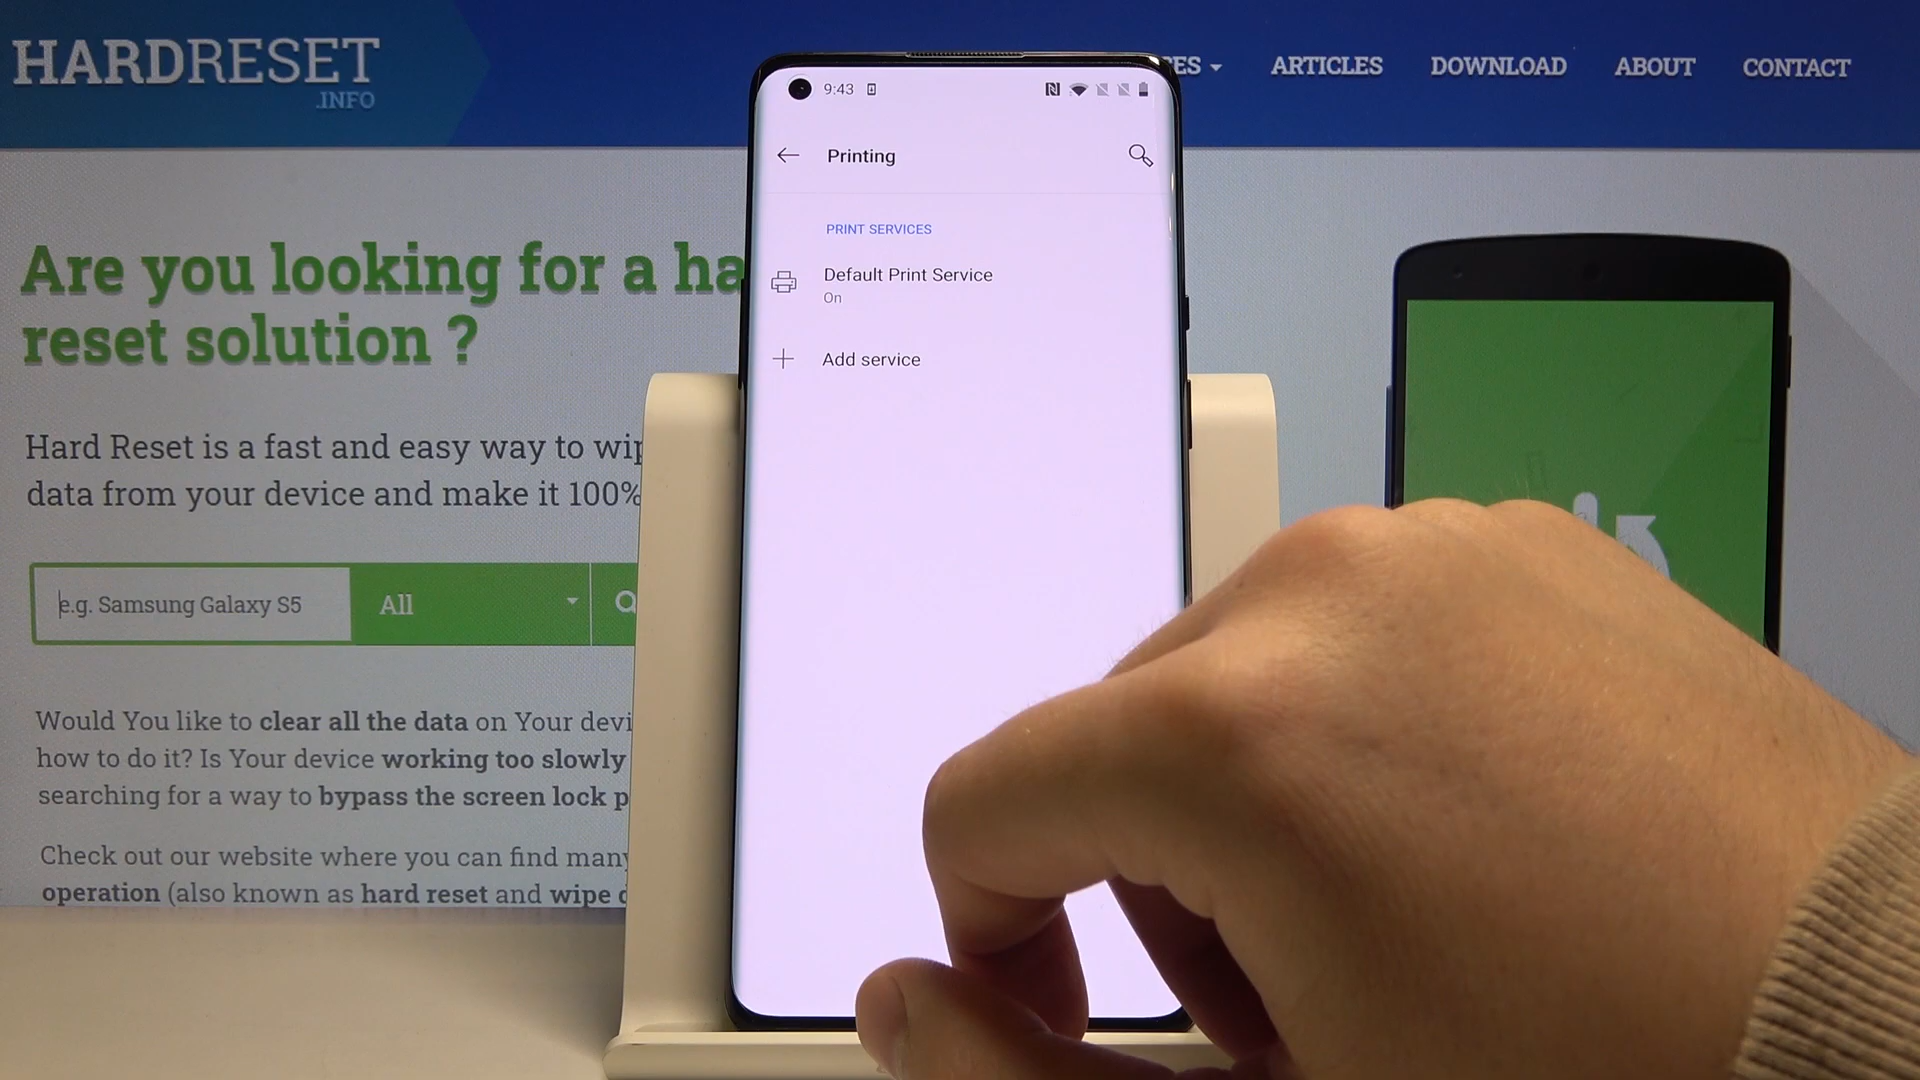 HARDRESET
.INFO
ARTICLES
DOWNLOAD
ABOUT
CONTACT
9:43
Printing
PRINT SERVICES
Default Print Service
On
Add service
Are you looking for a ha
reset solution ?
Hard Reset is a fast and easy way to wip
data from your device and make it 100%
e.g. Samsung Galaxy S5
All
Would You like to clear all the data on Your devi
how to do it? Is Your device working too slowly
searching for a way to bypass the screen lock p
Check out our website where you can find many
operation (also known as hard reset and wipe d